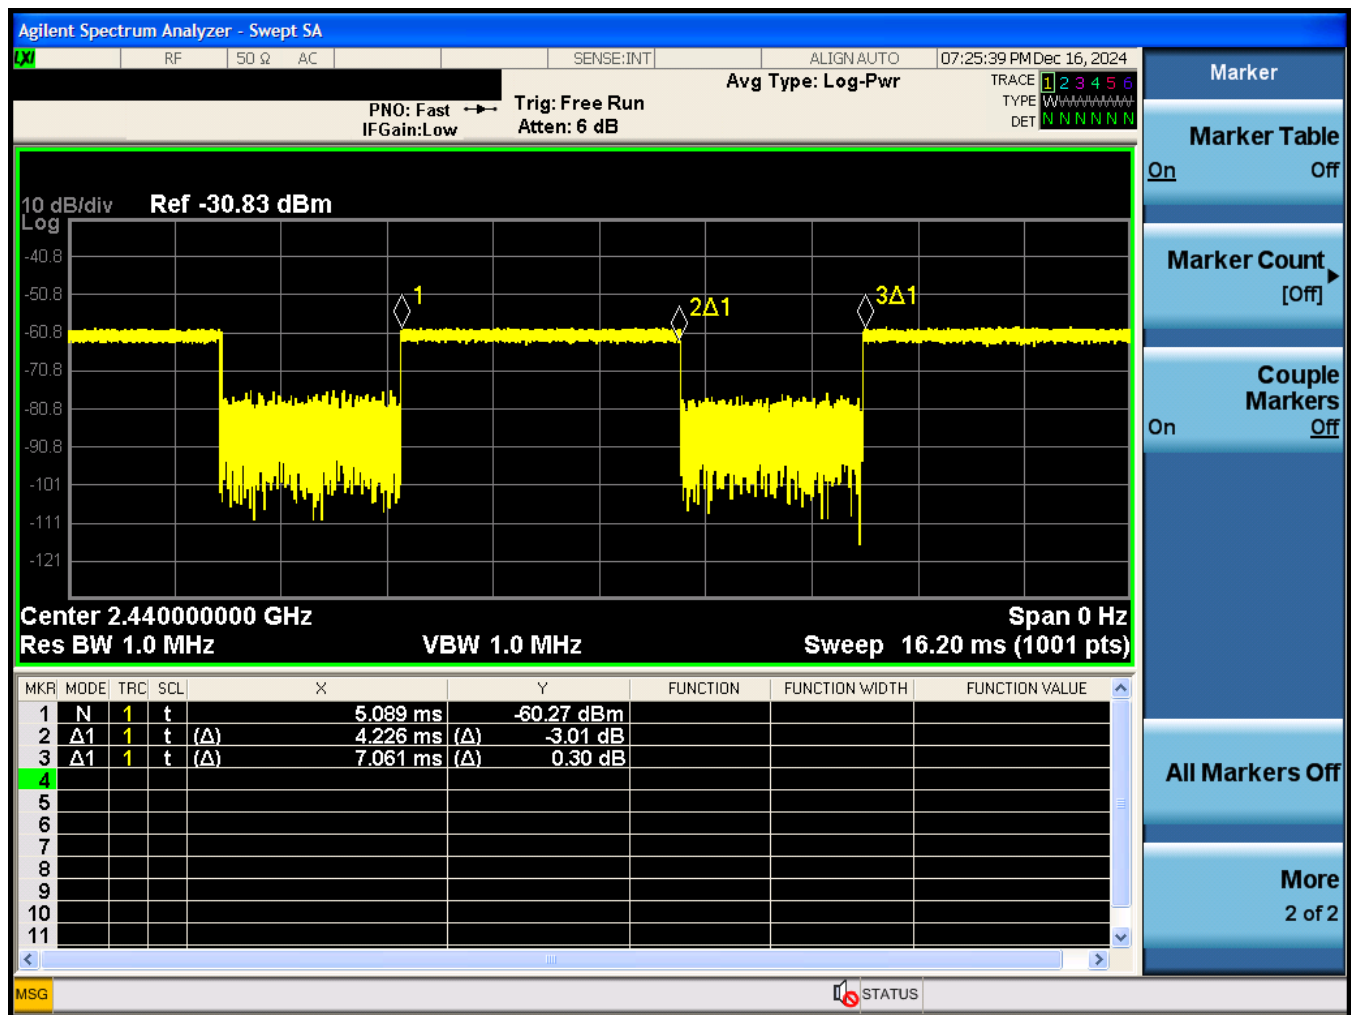 Agilent Spectrum Analyzer - Swept SA
LXI RF 50 Ω AC SENSE:INT ALIGN AUTO 07:25:39 PM Dec 16, 2024
Avg Type: Log-Pwr
TRACE 1 2 3 4 5 6
PNO: Fast Trig: Free Run
TYPE W
IFGain:Low Atten: 6 dB
DET N N N N N N
10 dB/div Ref -30.83 dBm
Log
-40.8
-50.8
-60.8
-70.8
-80.8
-90.8
-101
-111
-121
1
2Δ1
3Δ1
Center 2.440000000 GHz Span 0 Hz
Res BW 1.0 MHz VBW 1.0 MHz Sweep 16.20 ms (1001 pts)
MKR MODE TRC SCL X Y FUNCTION FUNCTION WIDTH FUNCTION VALUE
1 N 1 t 5.089 ms -60.27 dBm
2 Δ1 1 t (Δ) 4.226 ms (Δ) -3.01 dB
3 Δ1 1 t (Δ) 7.061 ms (Δ) 0.30 dB
4
5
6
7
8
9
10
11
MSG STATUS
Marker
Marker Table
On Off
Marker Count
[Off]
Couple
Markers
On Off
All Markers Off
More
2 of 2